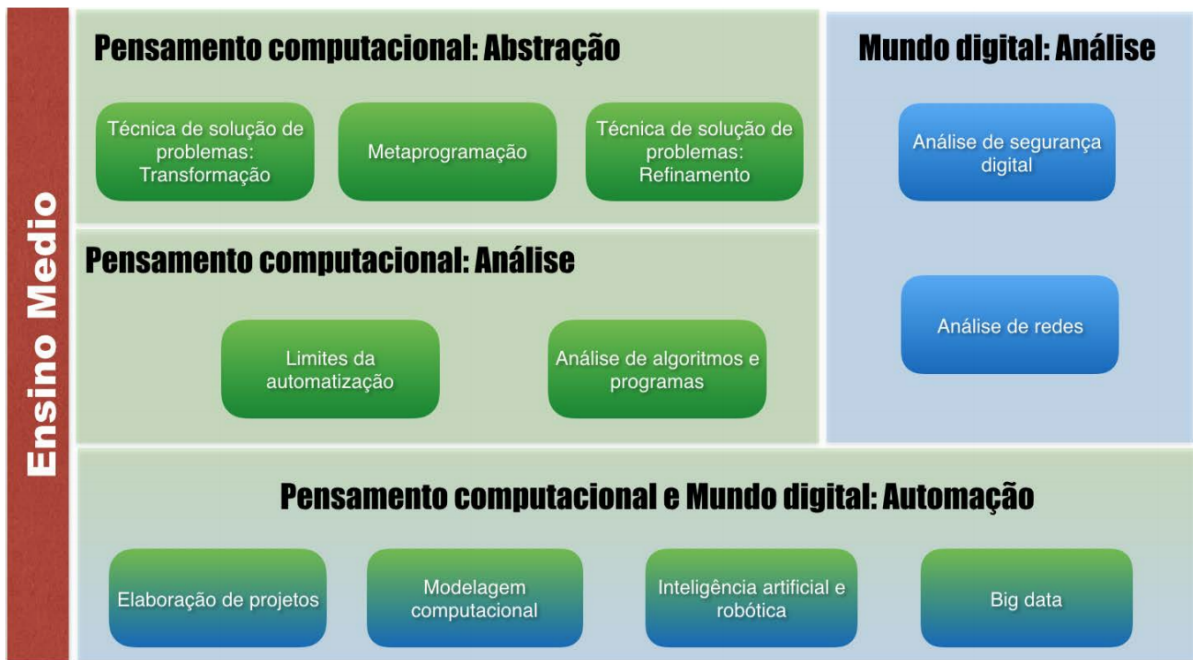 Ensino Medio
Pensamento computacional: Abstração
Técnica de solução de
problemas:
Transformação
Metaprogramação
Técnica de solução de
problemas:
Refinamento
Mundo digital: Análise
Análise de segurança
digital
Análise de redes
Pensamento computacional: Análise
Limites da
automatização
Análise de algoritmos e
programas
Pensamento computacional e Mundo digital: Automação
Elaboração de projetos
Modelagem
computacional
Inteligência artificial e
robótica
Big data